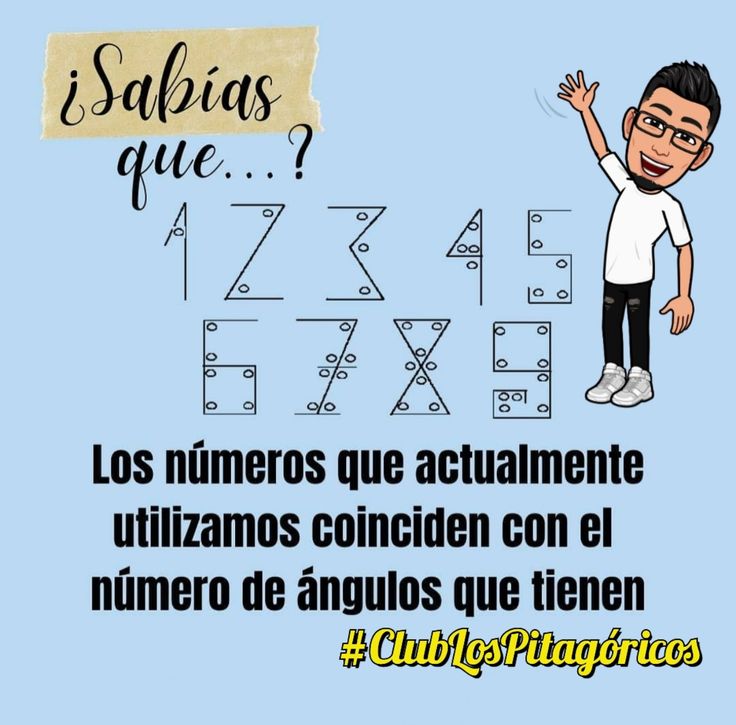 ¿Sabías
que...?
1 2 3 4 5
6 7 8 9
Los números que actualmente
utilizamos coinciden con el
número de ángulos que tienen
#ClubLosPitagóricos